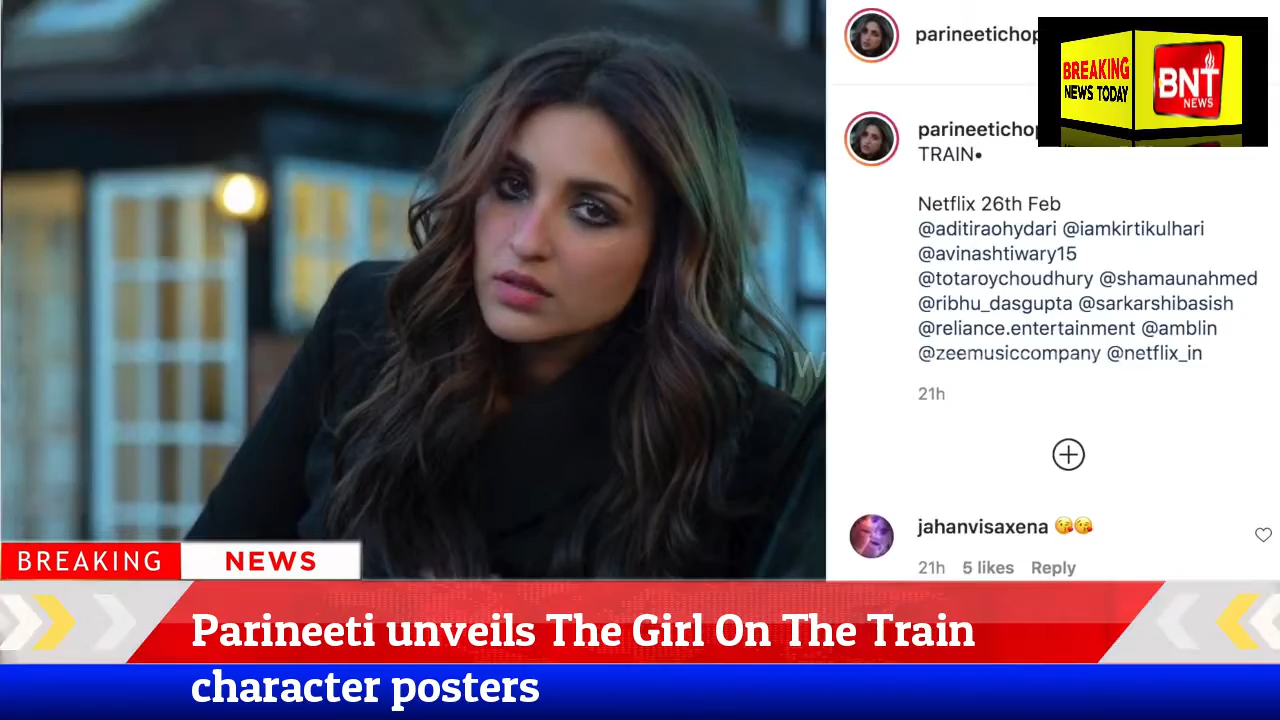 parineetichop
BREAKING
NEWS TODAY
BNT
NEWS
parineetichop
TRAIN•
Netflix 26th Feb
@aditiraohydari @iamkirtikulhari
@avinashtiwary15
@totaroychoudhury @shamaunahmed
@ribhu_dasgupta @sarkarshibasish
@reliance.entertainment @amblin
@zeemusiccompany @netflix_in
21h
jahanvisaxena 😘😘
21h 5 likes Reply
W
BREAKING NEWS
Parineeti unveils The Girl On The Train
character posters